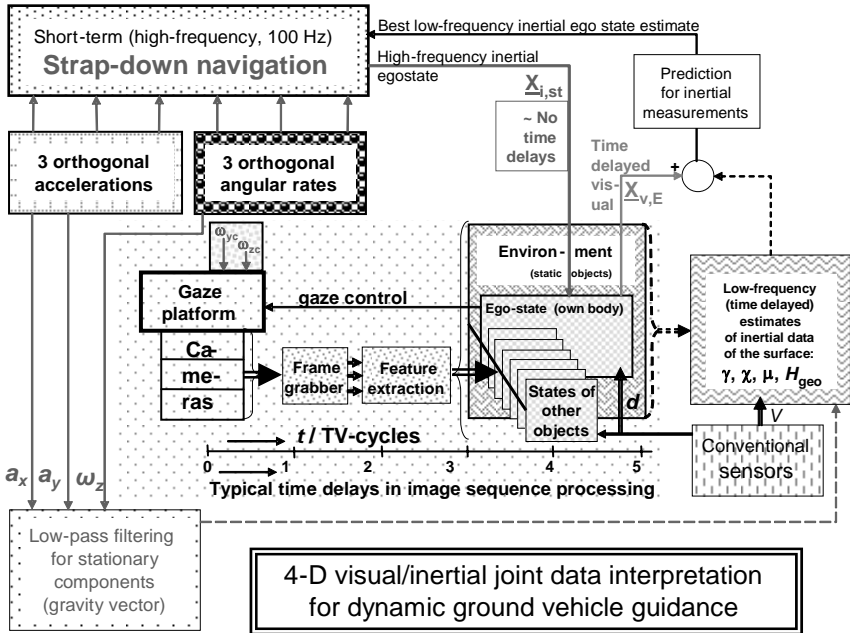 Short-term (high-frequency, 100 Hz)
Strap-down navigation
Best low-frequency inertial ego state estimate
High-frequency inertial
egostate
X_i,st
~ No
time
delays
Prediction
for inertial
measurements
Time
delayed
vis-
ual
X_v,E
+
3 orthogonal
accelerations
3 orthogonal
angular rates
ω_yc
ω_zc
Gaze
platform
gaze control
Ca-
me-
ras
Frame
grabber
Feature
extraction
Environ - ment
(static objects)
Ego-state (own body)
States of
other
objects
d
Low-frequency
(time delayed)
estimates
of inertial data
of the surface:
γ, χ, μ, H_geo
V
Conventional
sensors
t / TV-cycles
0 1 2 3 4 5
Typical time delays in image sequence processing
a_x a_y ω_z
Low-pass filtering
for stationary
components
(gravity vector)
4-D visual/inertial joint data interpretation
for dynamic ground vehicle guidance